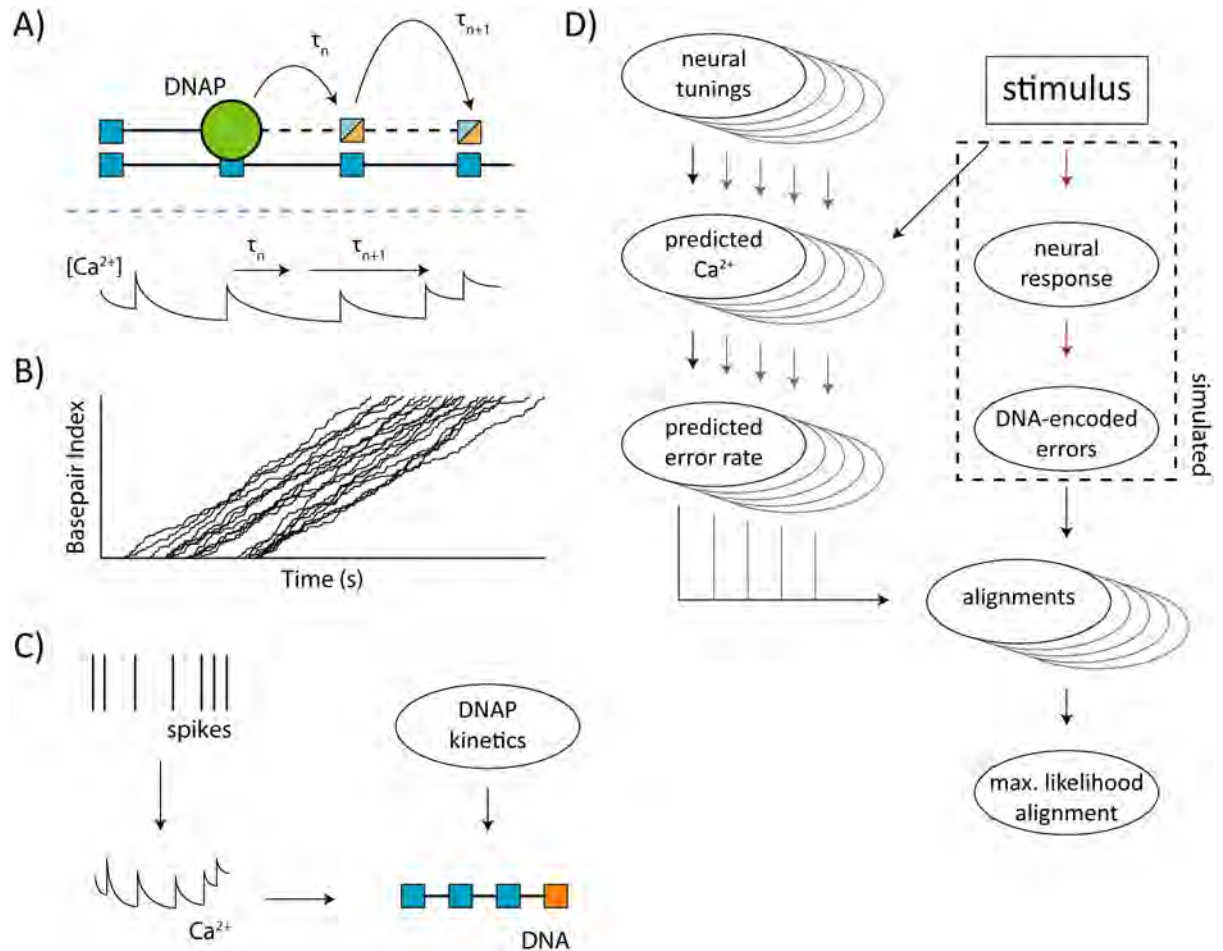 A)
τn
τn+1
DNAP
[Ca²⁺]
τn
τn+1
B)
Basepair Index
Time (s)
C)
spikes
Ca²⁺
DNAP
kinetics
DNA
D)
neural
tunings
stimulus
predicted
Ca²⁺
neural
response
predicted
error rate
DNA-encoded
errors
simulated
alignments
max. likelihood
alignment